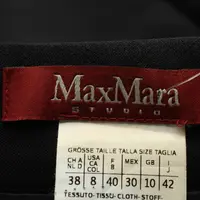 MaxMara
STUDIO
GRÖSSE TAILLE TALLA SIZE TAGLIA
CH A NL D USA CA F B MEX GB I J
38 8 40 30 10 42
TESSUTO-TISSU-CLOTH-STOFF-